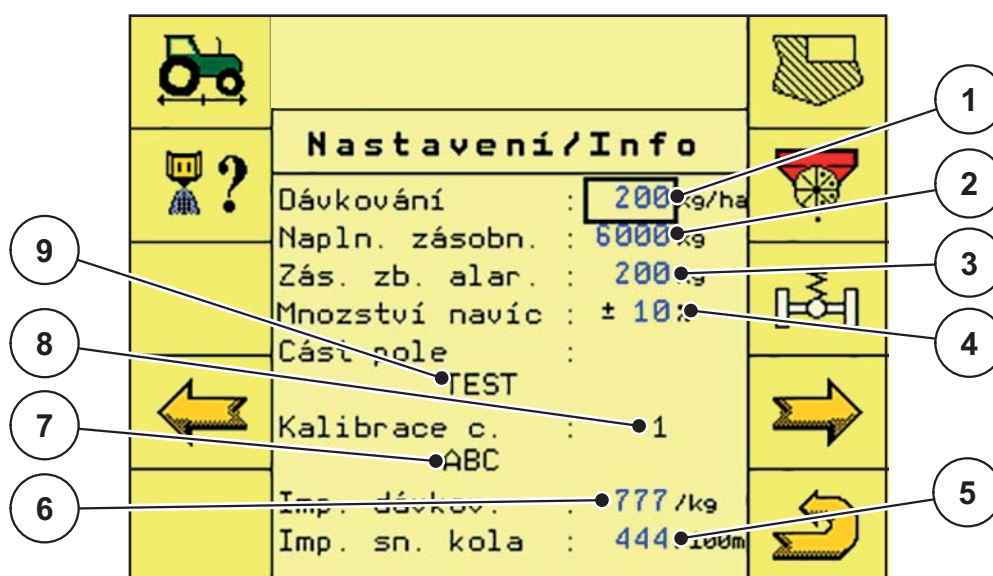 Nastavení/Info
Dávkování : 200 kg/ha
Napln. zásobn. : 6000 kg
Zás. zb. alar. : 200 kg
Mnozství navíc : ± 10 %
Část pole :
TEST
Kalibrace c. : 1
ABC
Imp. dávkov. : 777 /kg
Imp. sn. kola : 444 /100m
?
1
2
3
4
5
6
7
8
9